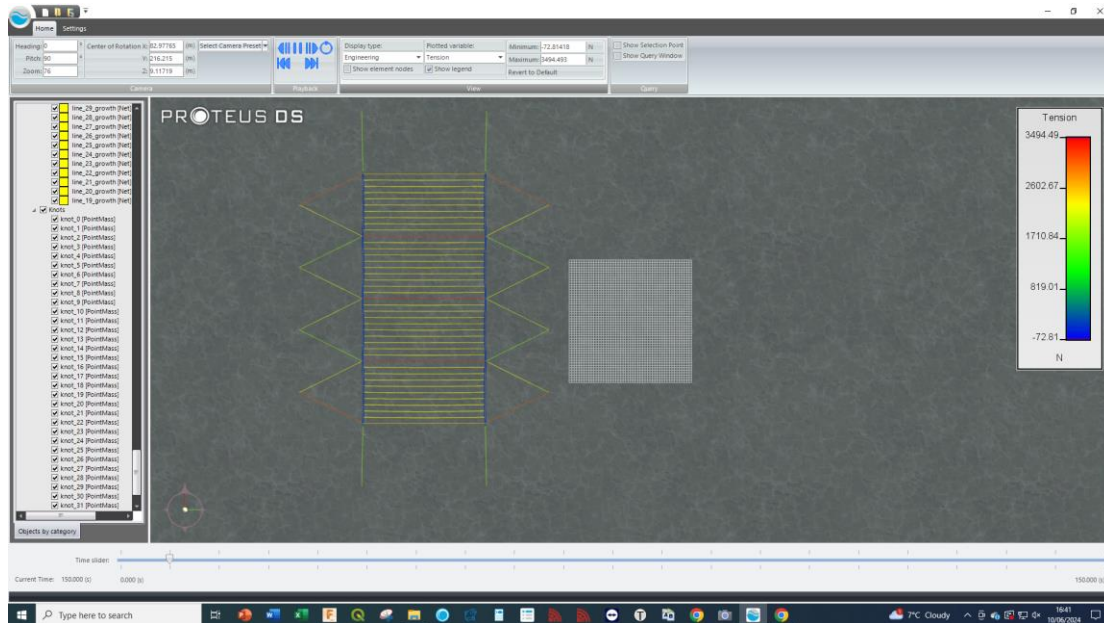 Home Settings
Heading: 0 ° Center of Rotation X: 82.97765 (m) Select Camera Preset
Pitch: 90 ° Y: 216.215 (m)
Zoom: 76 Z: 9.11719 (m)
Camera
Playback
Display type: Plotted variable: Minimum: -72.81418 N
Engineering Tension Maximum: 3494.493 N
Show element nodes Show legend Revert to Default
View
Show Selection Point
Show Query Window
Query
line_29_growth [Net]
line_28_growth [Net]
line_27_growth [Net]
line_26_growth [Net]
line_25_growth [Net]
line_24_growth [Net]
line_23_growth [Net]
line_22_growth [Net]
line_21_growth [Net]
line_20_growth [Net]
line_19_growth [Net]
Knots
knot_0 [PointMass]
knot_1 [PointMass]
knot_2 [PointMass]
knot_3 [PointMass]
knot_4 [PointMass]
knot_5 [PointMass]
knot_6 [PointMass]
knot_7 [PointMass]
knot_8 [PointMass]
knot_9 [PointMass]
knot_10 [PointMass]
knot_11 [PointMass]
knot_12 [PointMass]
knot_13 [PointMass]
knot_14 [PointMass]
knot_15 [PointMass]
knot_16 [PointMass]
knot_17 [PointMass]
knot_18 [PointMass]
knot_19 [PointMass]
knot_20 [PointMass]
knot_21 [PointMass]
knot_22 [PointMass]
knot_23 [PointMass]
knot_24 [PointMass]
knot_25 [PointMass]
knot_26 [PointMass]
knot_27 [PointMass]
knot_28 [PointMass]
knot_29 [PointMass]
knot_30 [PointMass]
knot_31 [PointMass]
Objects by category
PROTEUS DS
Tension
3494.49
2602.67
1710.84
819.01
-72.81
N
Time slider:
Current Time: 150.000 (s) 0.000 (s) 150.000 (s)
Type here to search
7°C Cloudy
16:41
10/06/2024